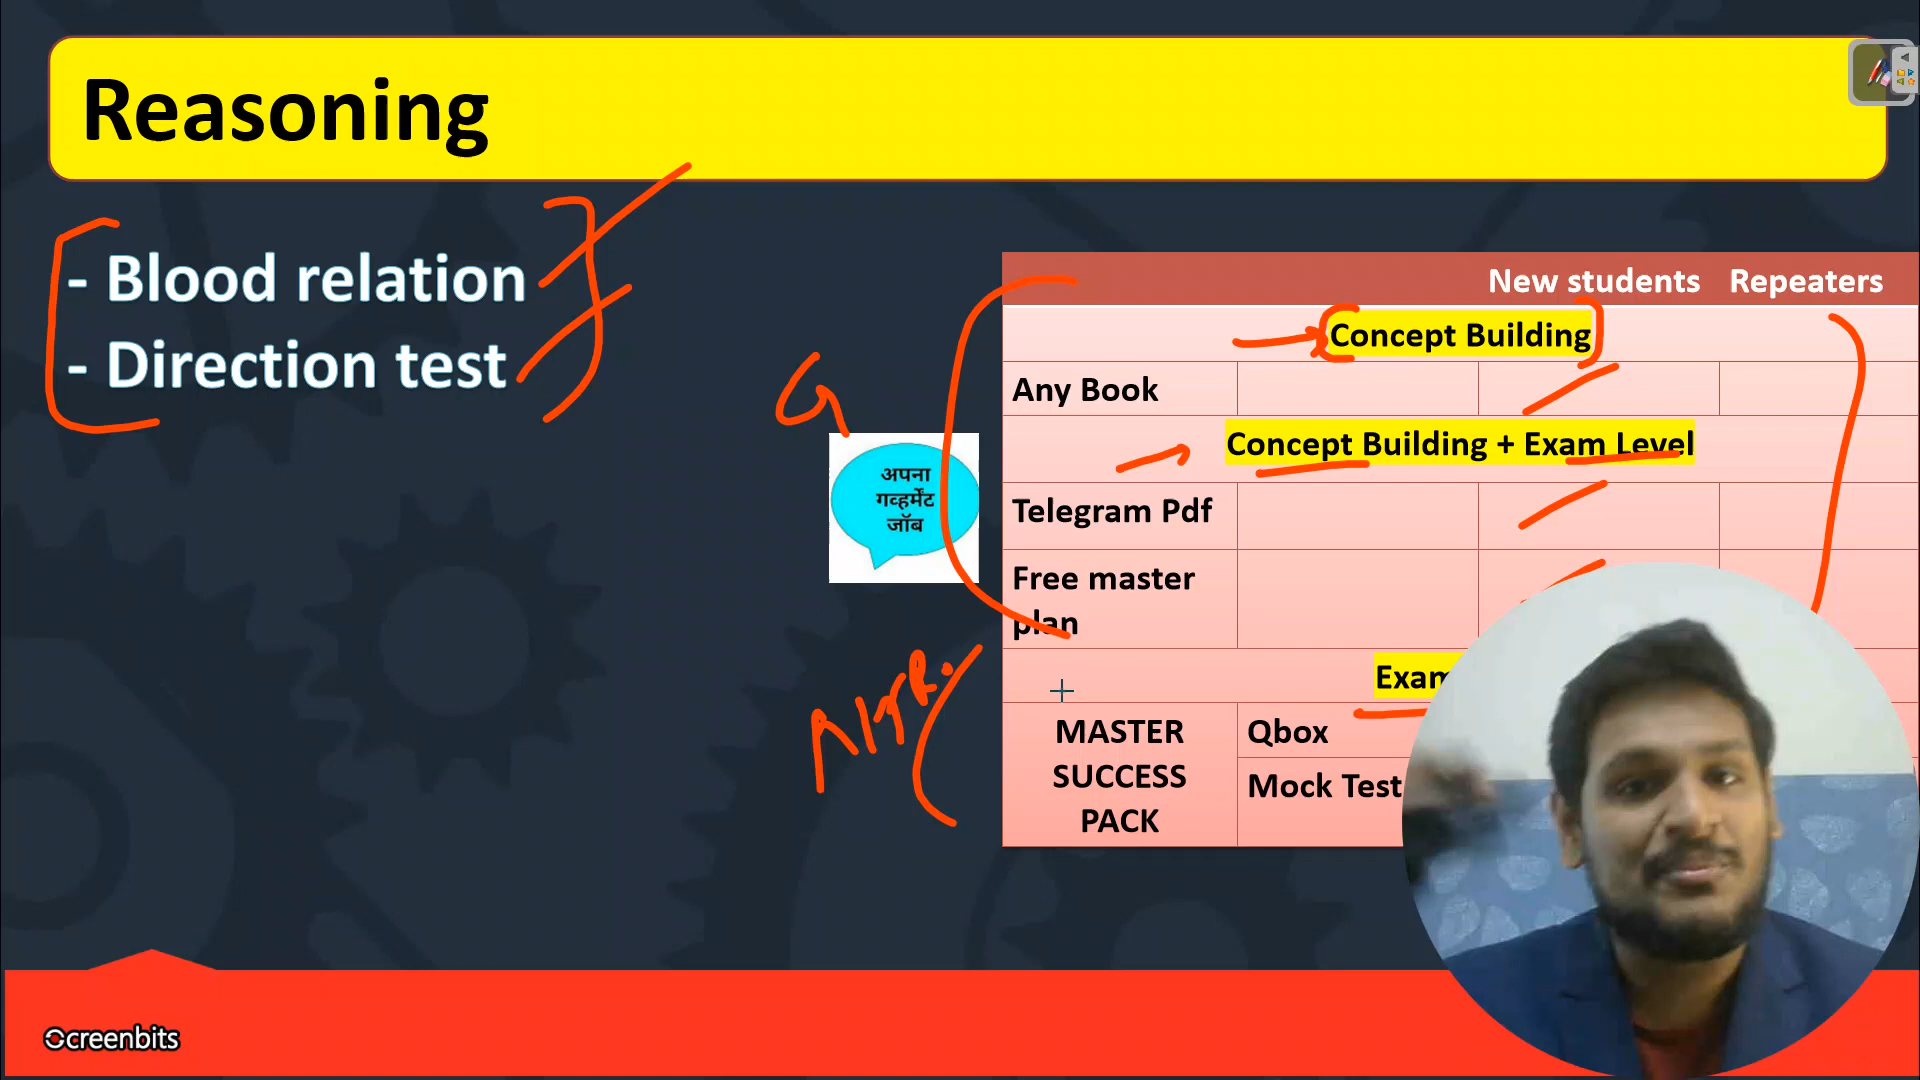 Reasoning
- Blood relation
- Direction test
अपना
गव्हर्मेंट
जॉब
New students Repeaters
Concept Building
Any Book
Concept Building + Exam Level
Telegram Pdf
Free master
plan
Exam
MASTER
SUCCESS
PACK
Qbox
Mock Test
screenbits